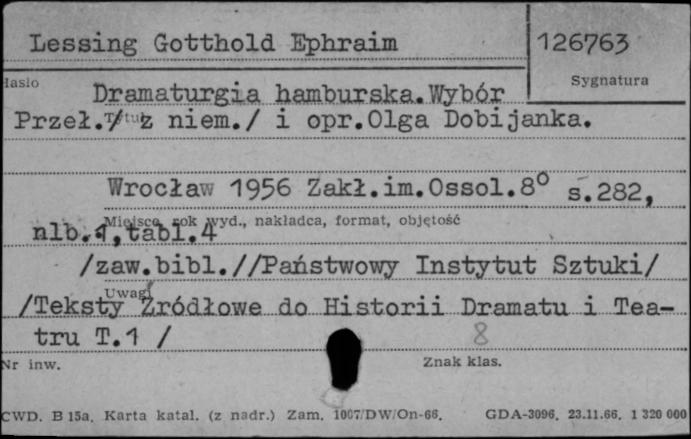 Lessing Gotthold Ephraim
126763
Hasło
Sygnatura
Dramaturgia hamburska.Wybór
Tytuł
Przeł./ z niem./ i opr.Olga Dobijanka.
Wrocław 1956 Zakł.im.Ossol.8⁰ s.282,
Miejsce, rok wyd., nakładca, format, objętość
nlb.1,tabl.4
/zaw.bibl.//Państwowy Instytut Sztuki/
Uwagi
/Teksty Źródłowe do Historii Dramatu i Tea-
tru T.1 /
8
Nr inw.
Znak klas.
CWD. B 15a. Karta katal. (z nadr.) Zam. 1007/DW/On-66. GDA-3096. 23.11.66. 1 320 000